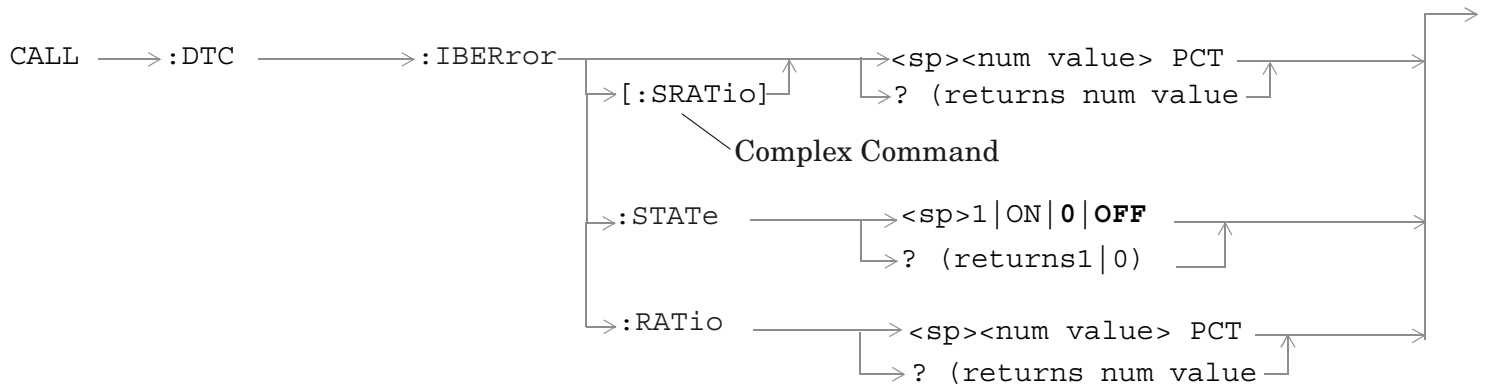 CALL :DTC :IBERror <sp><num value> PCT
[:SRATio] ? (returns num value
Complex Command
:STATe <sp>1|ON|0|OFF
? (returns1|0)
:RATio <sp><num value> PCT
? (returns num value